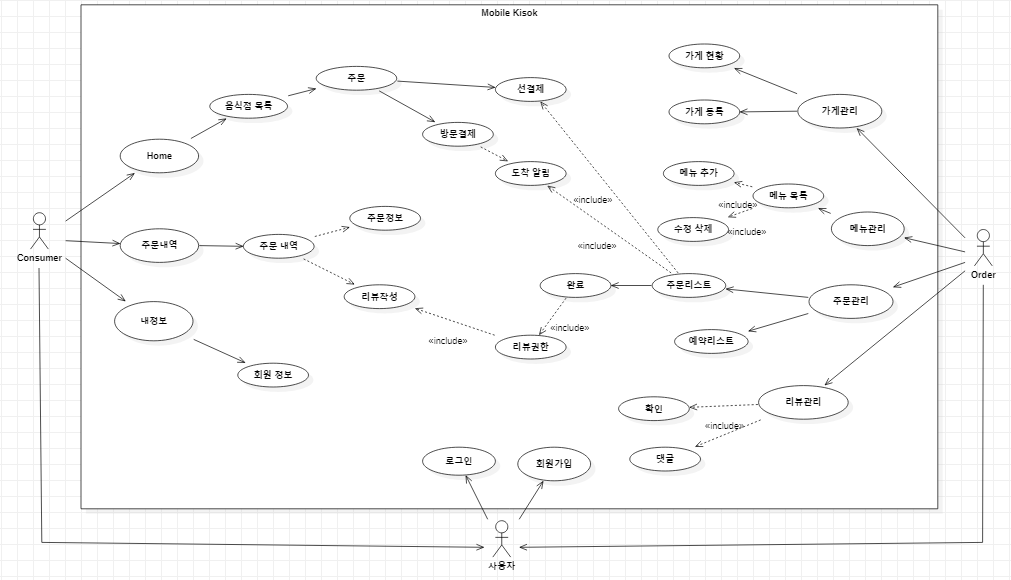 Mobile Kisok
가게 현황
주문
선결제
음식점 목록
가게 등록
가게관리
방문결제
Home
도착 알림
메뉴 추가
메뉴 목록
«include»
«include»
주문정보
수정 삭제
«include»
메뉴관리
Consumer
주문내역
주문 내역
«include»
Order
완료
주문리스트
리뷰작성
주문관리
내정보
«include»
«include»
리뷰권한
예약리스트
회원 정보
확인
리뷰관리
«include»
로그인
회원가입
댓글
사용자